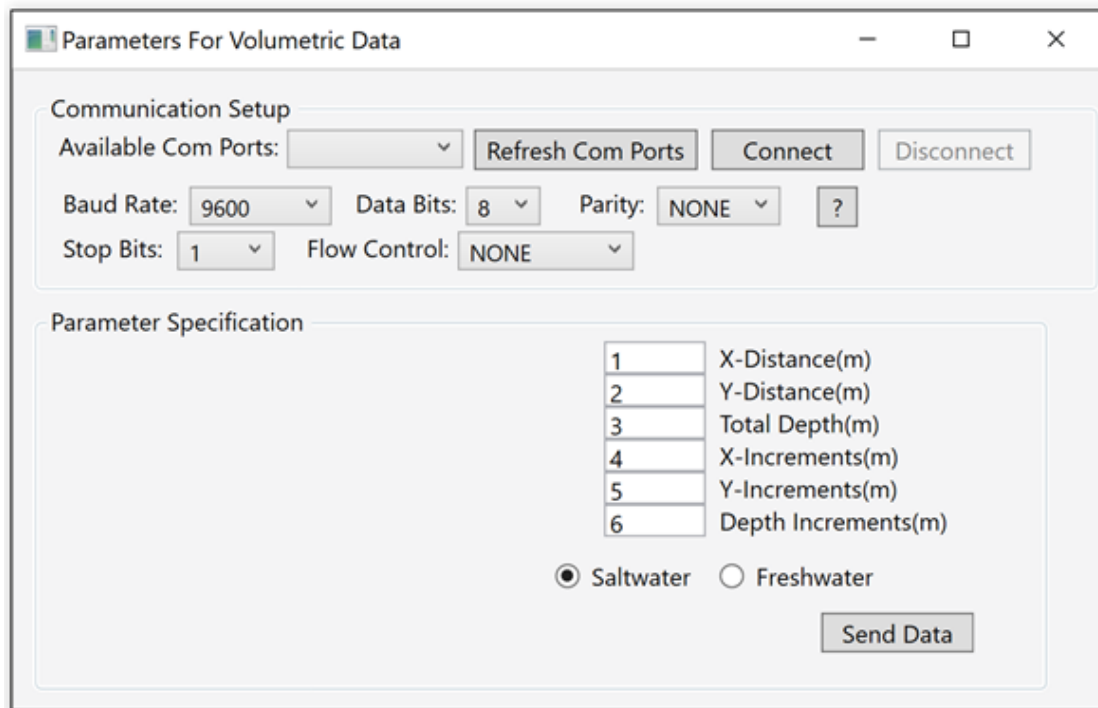 Parameters For Volumetric Data
Communication Setup
Available Com Ports: Refresh Com Ports Connect Disconnect
Baud Rate: 9600 Data Bits: 8 Parity: NONE ?
Stop Bits: 1 Flow Control: NONE
Parameter Specification
1 X-Distance(m)
2 Y-Distance(m)
3 Total Depth(m)
4 X-Increments(m)
5 Y-Increments(m)
6 Depth Increments(m)
Saltwater Freshwater
Send Data